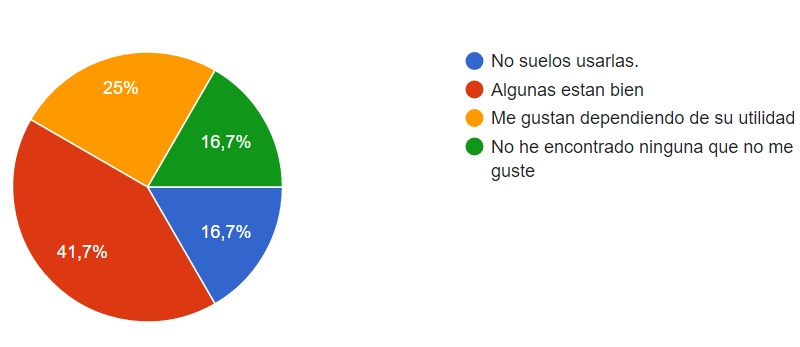 25%
16,7%
16,7%
41,7%
No suelos usarlas.
Algunas estan bien
Me gustan dependiendo de su utilidad
No he encontrado ninguna que no me
guste